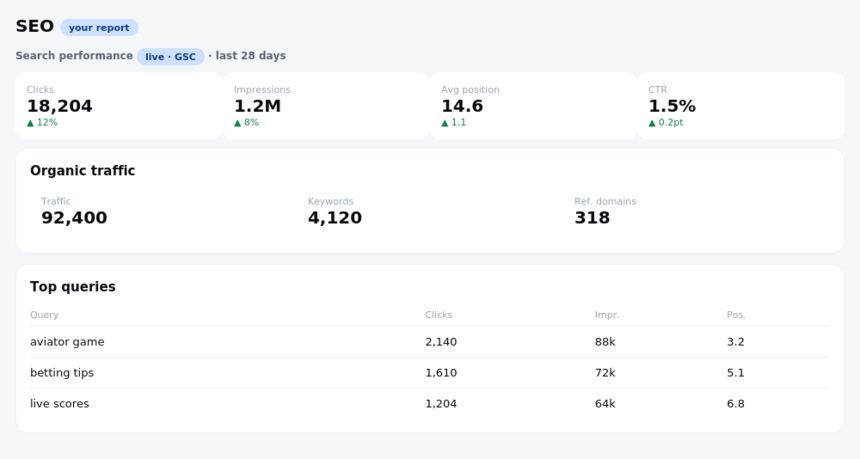 SEO your report
Search performance live · GSC · last 28 days
Clicks Impressions Avg position CTR
18,204 1.2M 14.6 1.5%
▲ 12% ▲ 8% ▲ 1.1 ▲ 0.2pt
Organic traffic
Traffic Keywords Ref. domains
92,400 4,120 318
Top queries
Query Clicks Impr. Pos.
aviator game 2,140 88k 3.2
betting tips 1,610 72k 5.1
live scores 1,204 64k 6.8